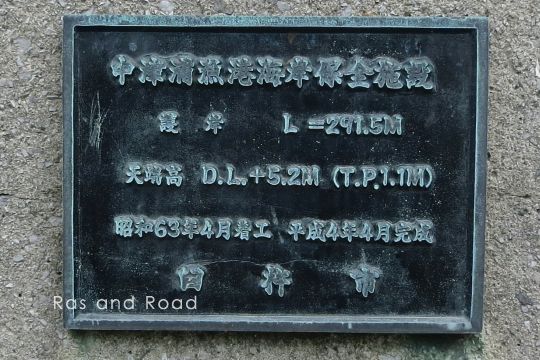 中津浦漁港海岸保全施設
護岸 L=291.5M
天端高 D.L.+5.2M (T.P.1.1M)
昭和63年4月着工 平成4年4月完成
臼杵市
Ras and Road